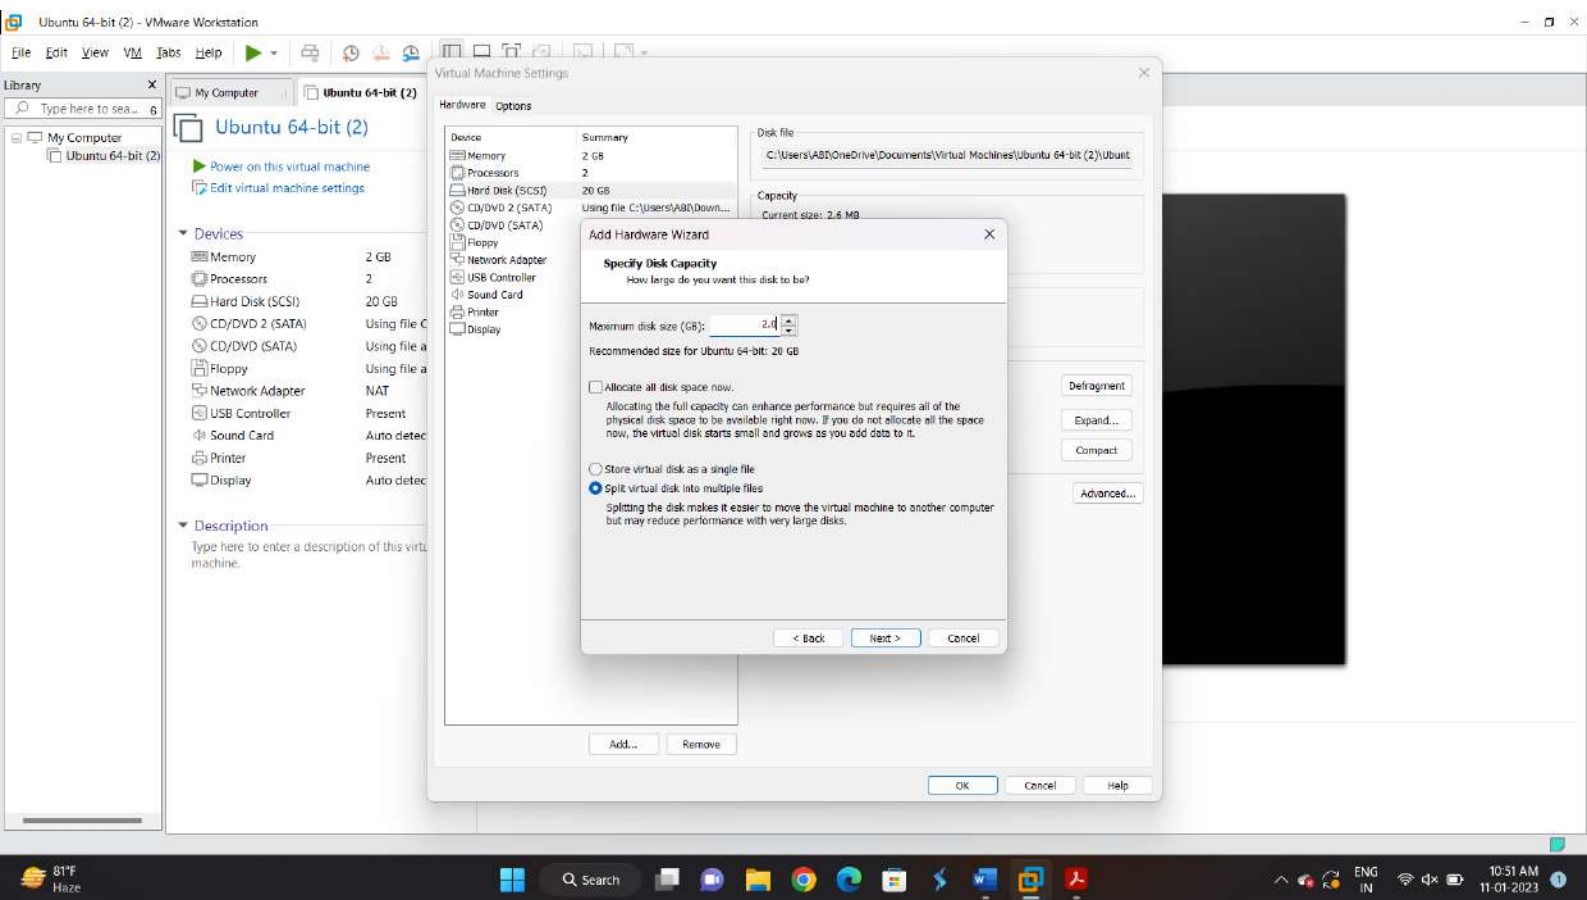 Ubuntu 64-bit (2) - VMware Workstation
File Edit View VM Tabs Help
Library X
Type here to sea... 6
My Computer
Ubuntu 64-bit (2)
My Computer
Ubuntu 64-bit (2)
Ubuntu 64-bit (2)
Power on this virtual machine
Edit virtual machine settings
Devices
Memory 2 GB
Processors 2
Hard Disk (SCSI) 20 GB
CD/DVD 2 (SATA) Using file C
CD/DVD (SATA) Using file a
Floppy Using file a
Network Adapter NAT
USB Controller Present
Sound Card Auto detec
Printer Present
Display Auto detec
Description
Type here to enter a description of this virtu
machine.
Virtual Machine Settings
Hardware Options
Device Summary
Memory 2 GB
Processors 2
Hard Disk (SCSI) 20 GB
CD/DVD 2 (SATA) Using file C:\Users\ABI\Down...
CD/DVD (SATA)
Floppy
Network Adapter
USB Controller
Sound Card
Printer
Display
Add... Remove
Disk file
C:\Users\ABI\OneDrive\Documents\Virtual Machines\Ubuntu 64-bit (2)\Ubunt
Capacity
Current size: 2.6 MB
Defragment
Expand...
Compact
Advanced...
OK Cancel Help
Add Hardware Wizard
Specify Disk Capacity
How large do you want this disk to be?
Maximum disk size (GB): 2.0
Recommended size for Ubuntu 64-bit: 20 GB
Allocate all disk space now.
Allocating the full capacity can enhance performance but requires all of the
physical disk space to be available right now. If you do not allocate all the space
now, the virtual disk starts small and grows as you add data to it.
Store virtual disk as a single file
Split virtual disk into multiple files
Splitting the disk makes it easier to move the virtual machine to another computer
but may reduce performance with very large disks.
< Back Next > Cancel
81°F
Haze
Search
ENG
IN
10:51 AM
11-01-2023
1